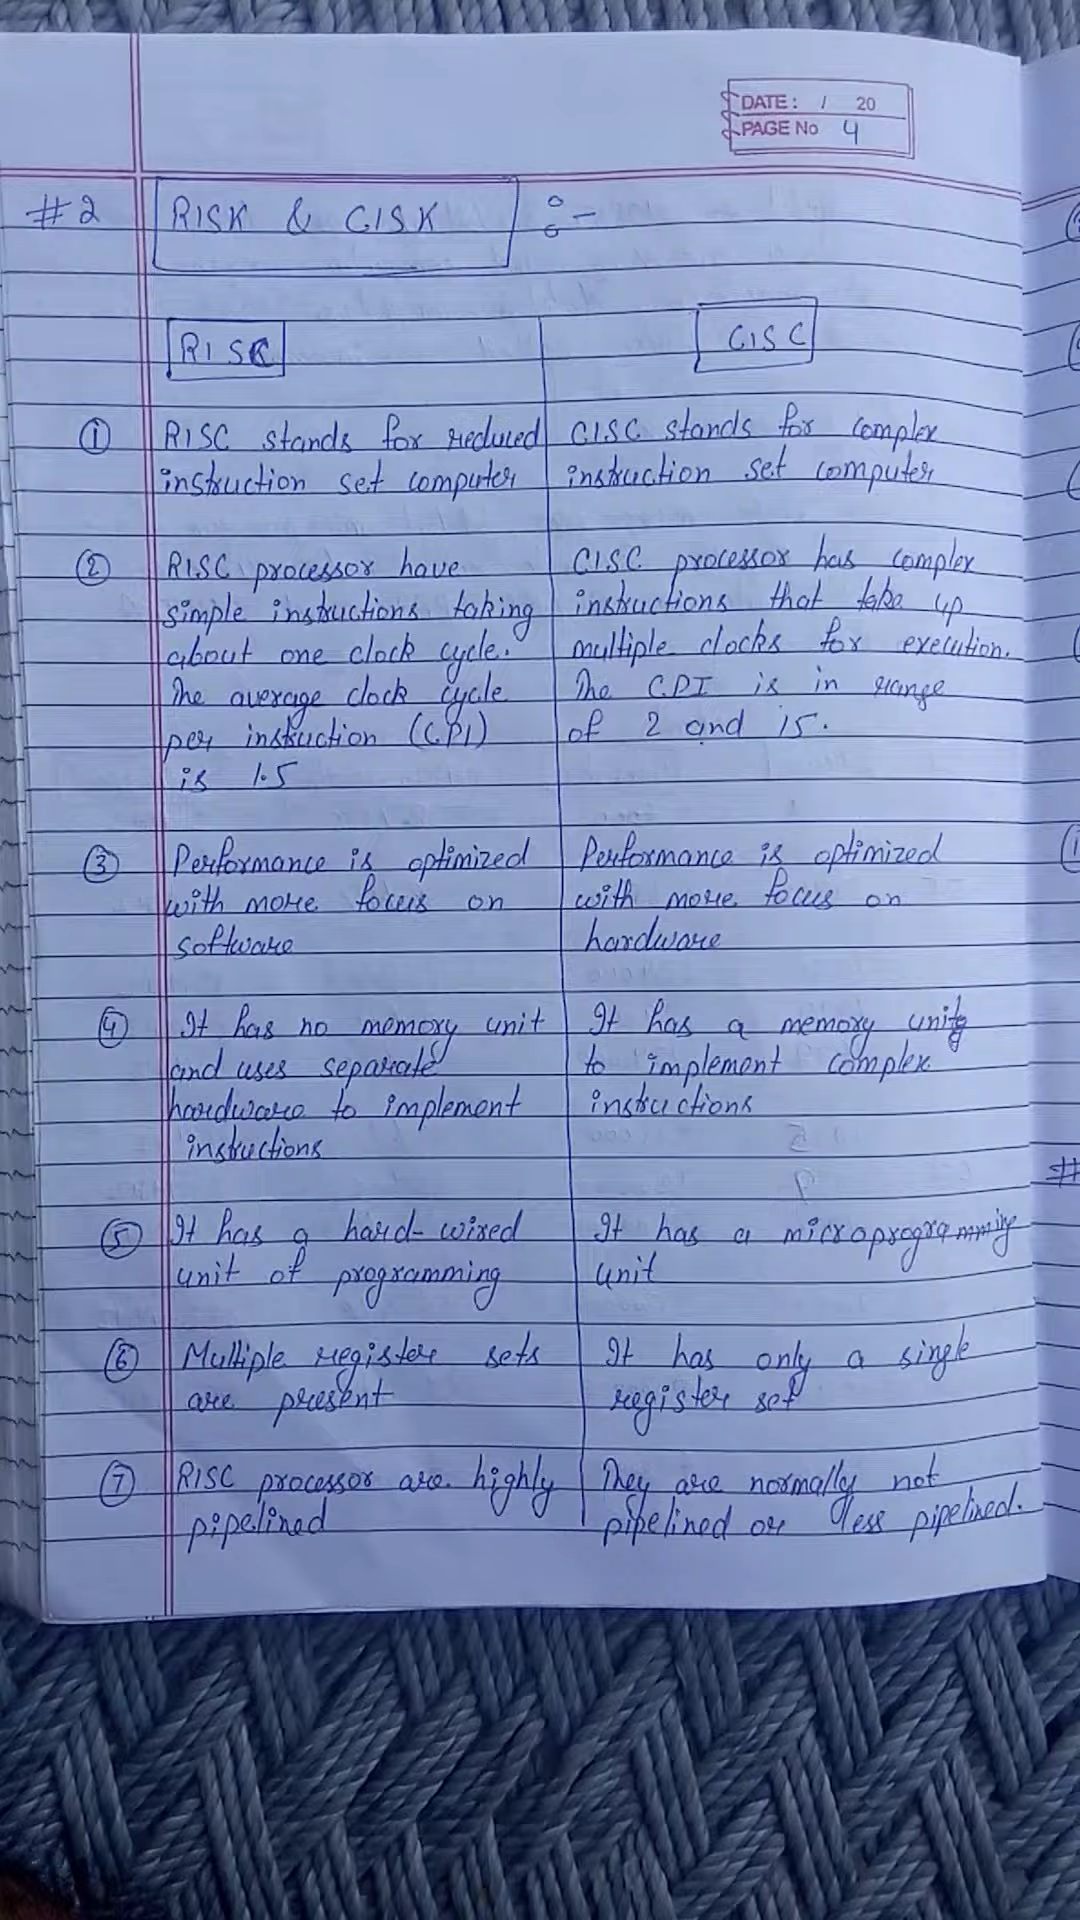 DATE: / 20
PAGE No 4
#2 RISK & CISK :-
RISC
CISC
① RISC stands for reduced
instruction set computer
CISC stands for complex
instruction set computer
② RISC processor have
simple instructions taking
about one clock cycle.
The average clock cycle
per instruction (CPI)
is 1.5
CISC processor has complex
instructions that take up
multiple clocks for execution.
The CPI is in range
of 2 and 15.
③ Performance is optimized
with more focus on
software
Performance is optimized
with more focus on
hardware
④ It has no memory unit
and uses separate
hardware to implement
instructions
It has a memory unit
to implement complex
instructions
⑤ It has a hard-wired
unit of programming
It has a microprogramming
unit
⑥ Multiple register sets
are present
It has only a single
register set
⑦ RISC processor are highly
pipelined
They are normally not
pipelined or less pipelined.
#